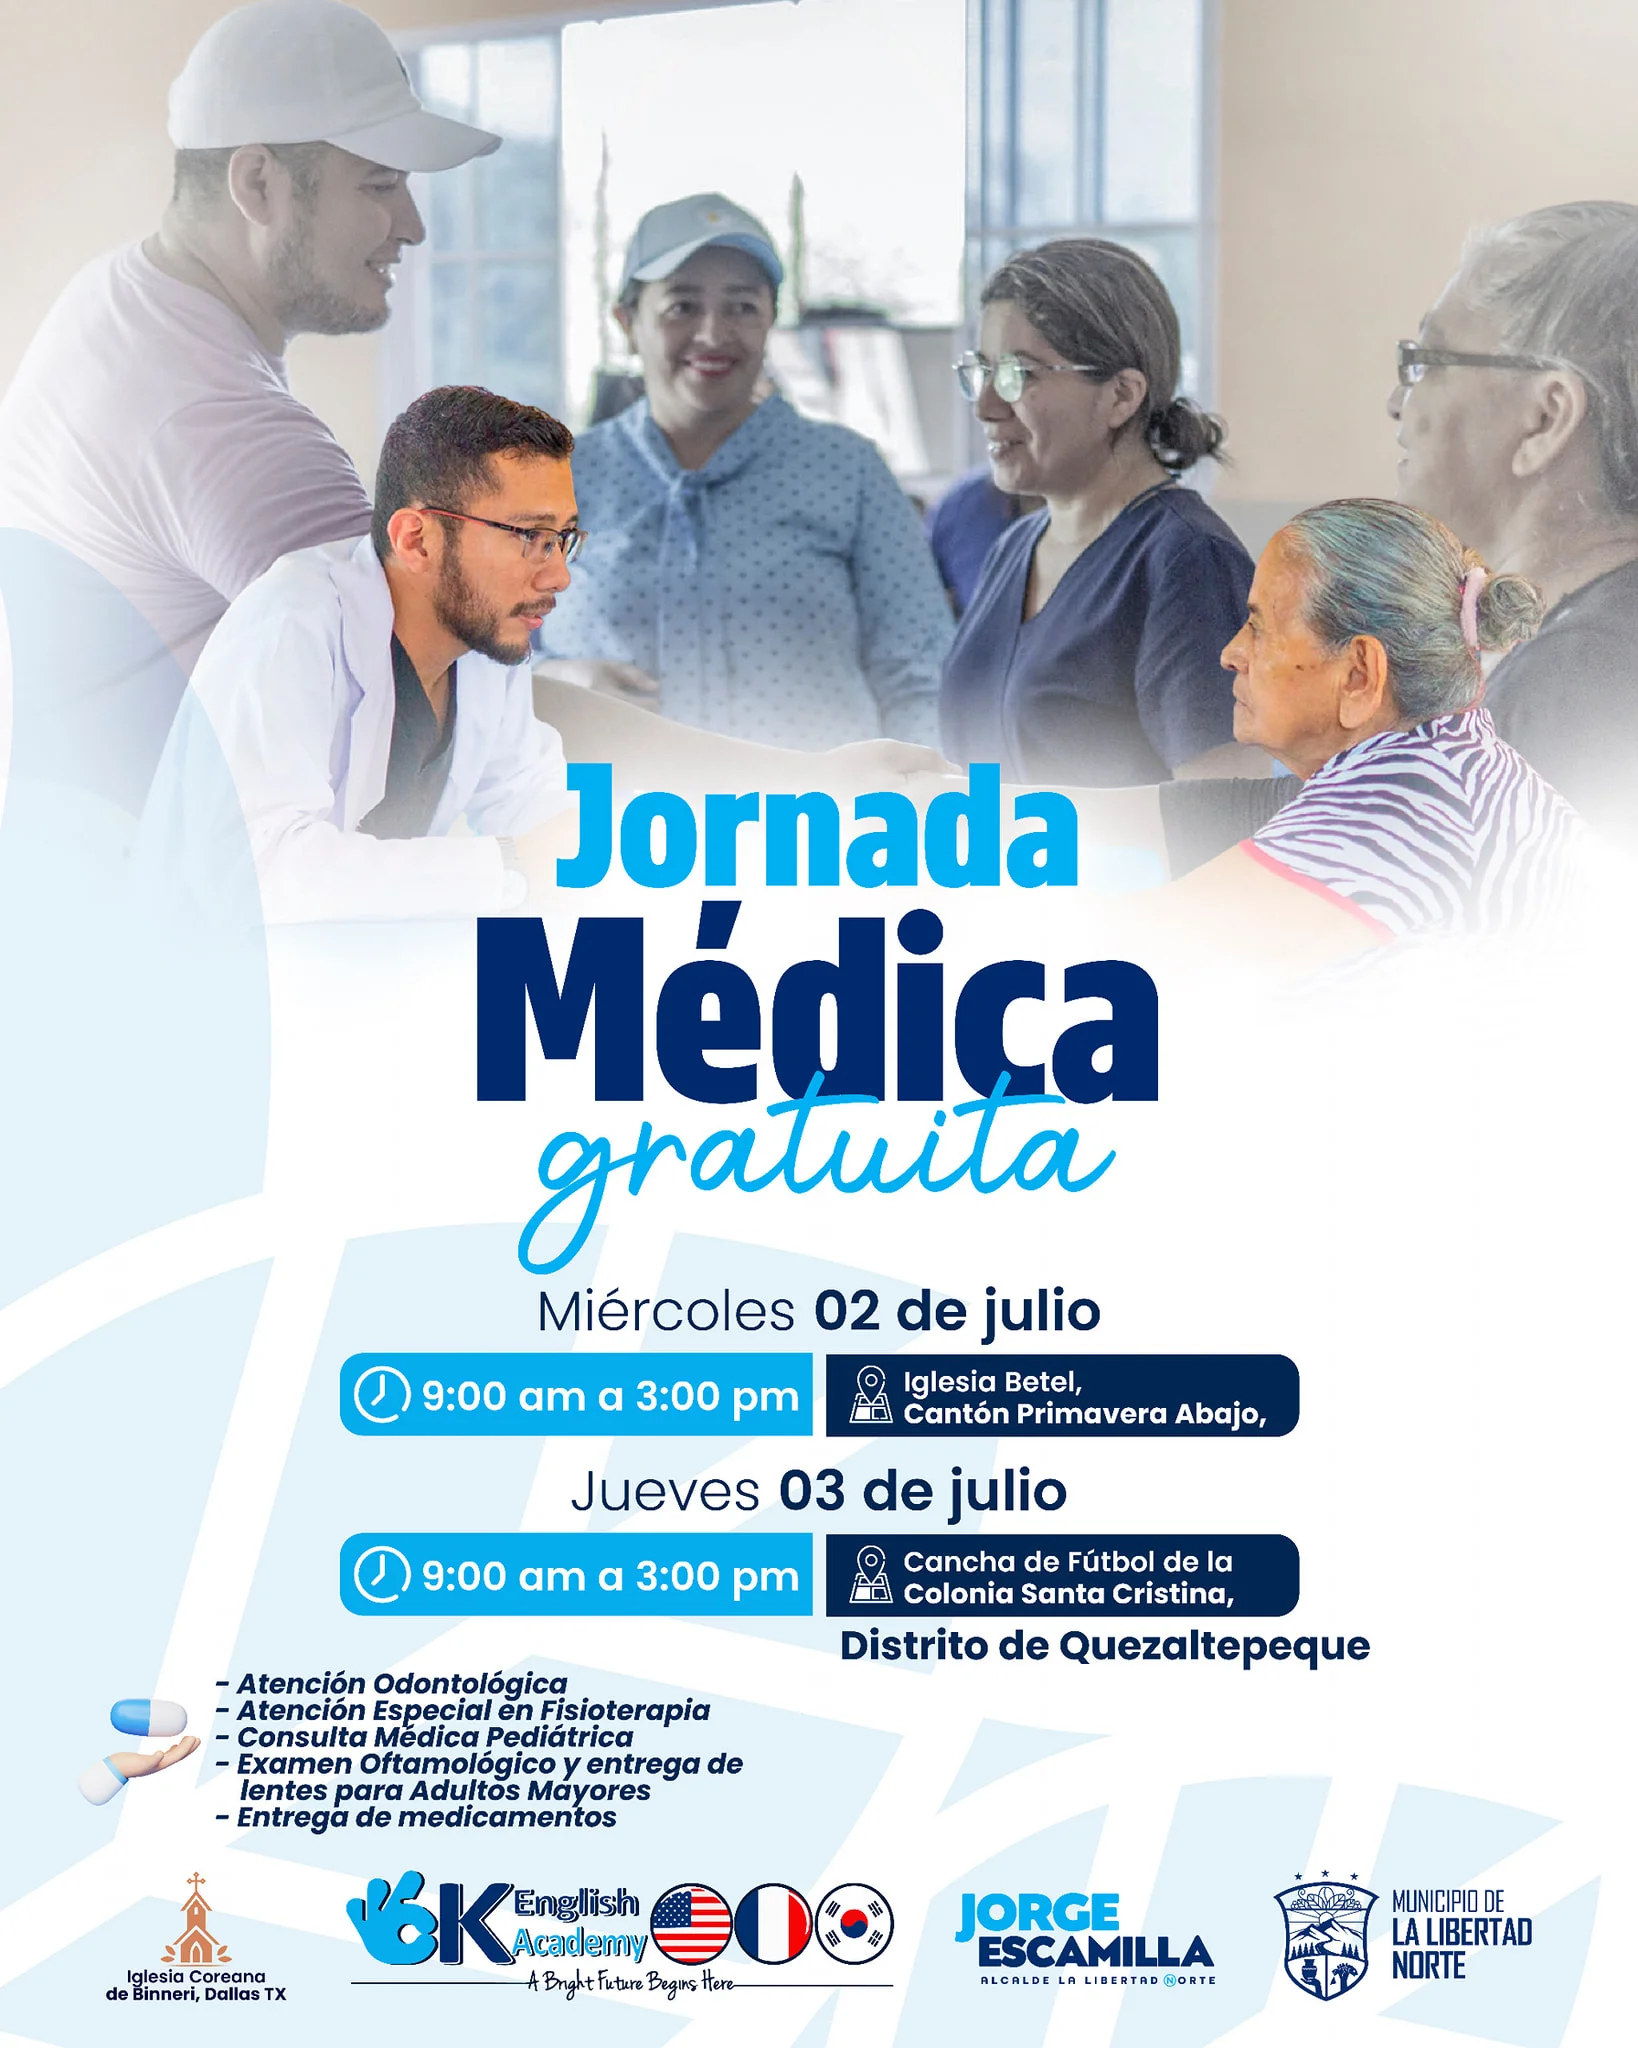 Jornada
Médica
gratuita
Miércoles 02 de julio
9:00 am a 3:00 pm
Iglesia Betel,
Cantón Primavera Abajo,
Jueves 03 de julio
9:00 am a 3:00 pm
Cancha de Fútbol de la
Colonia Santa Cristina,
Distrito de Quezaltepeque
- Atención Odontológica
- Atención Especial en Fisioterapia
- Consulta Médica Pediátrica
- Examen Oftamológico y entrega de
lentes para Adultos Mayores
- Entrega de medicamentos
Iglesia Coreana
de Binneri, Dallas TX
OK English
Academy
A Bright Future Begins Here
JORGE
ESCAMILLA
ALCALDE LA LIBERTAD NORTE
MUNICIPIO DE
LA LIBERTAD
NORTE